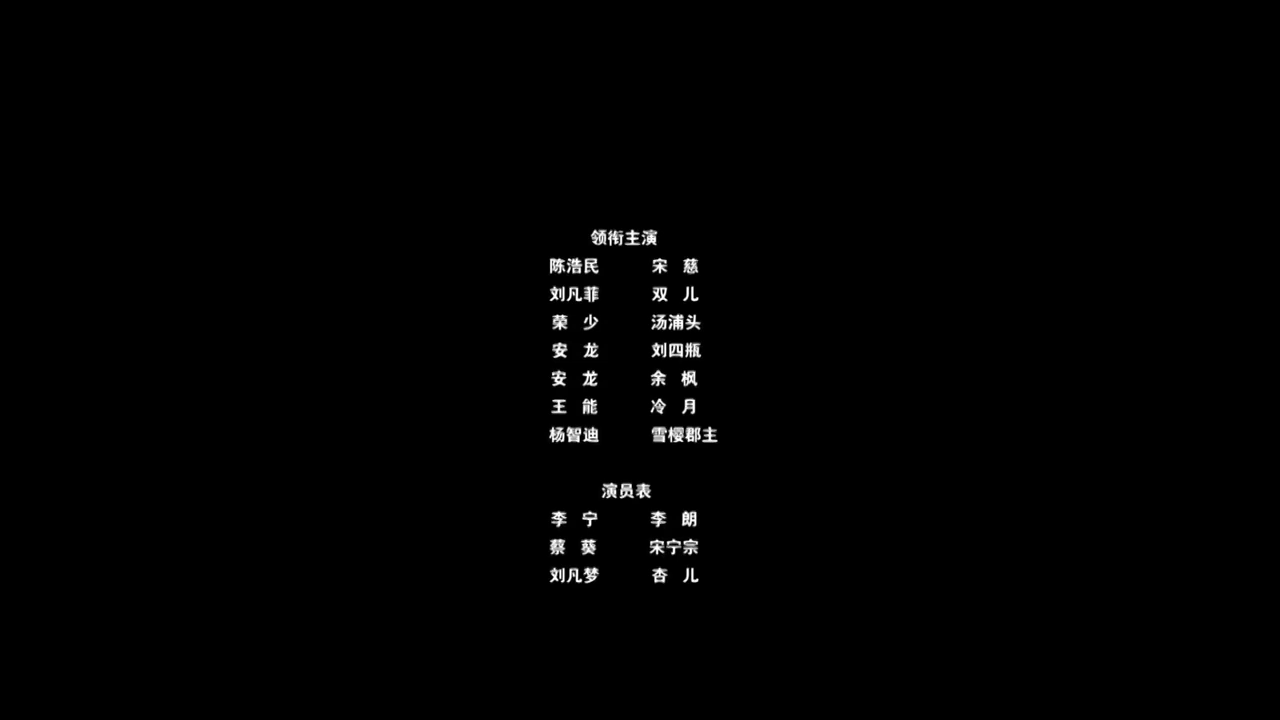 领衔主演
陈浩民 宋 慈
刘凡菲 双 儿
荣 少 汤浦头
安 龙 刘四瓶
安 龙 余 枫
王 能 冷 月
杨智迪 雪樱郡主
演员表
李 宁 李 朗
蔡 葵 宋宁宗
刘凡梦 杏 儿